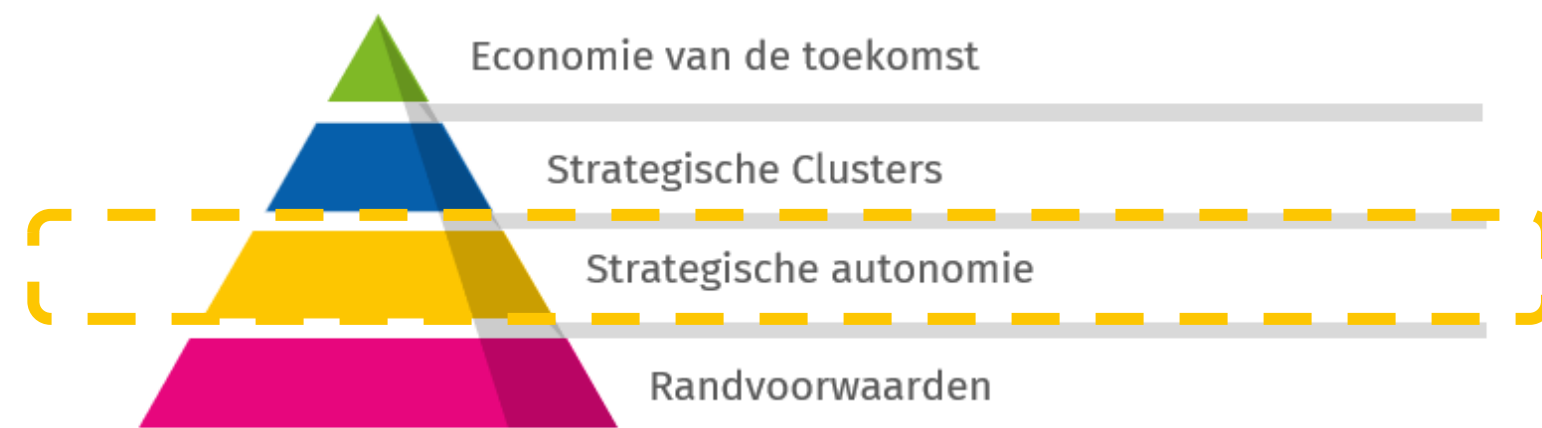 Economie van de toekomst
Strategische Clusters
Strategische autonomie
Randvoorwaarden